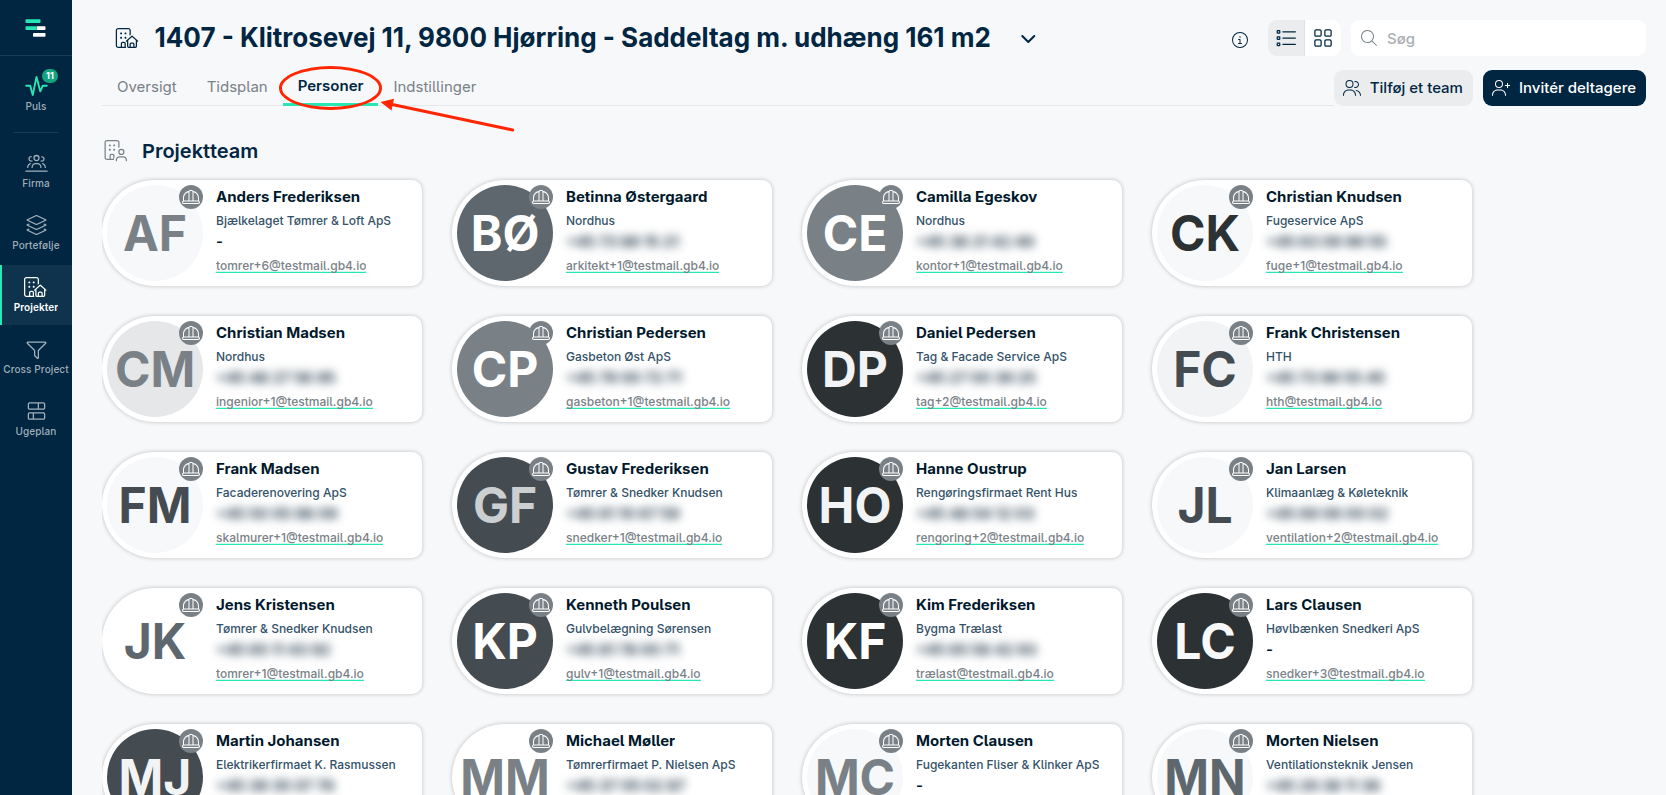 1407 - Klitrosevej 11, 9800 Hjørring - Saddeltag m. udhæng 161 m2
Søg
11
Puls
Firma
Portefølje
Projekter
Cross Project
Ugeplan
Oversigt
Tidsplan
Personer
Indstillinger
Tilføj et team
Invitér deltagere
Projektteam
AF
Anders Frederiksen
Bjælkelaget Tømrer & Loft ApS
-
tomrer+6@testmail.gb4.io
BØ
Betinna Østergaard
Nordhus
arkitekt+1@testmail.gb4.io
CE
Camilla Egeskov
Nordhus
kontor+1@testmail.gb4.io
CK
Christian Knudsen
Fugeservice ApS
fuge+1@testmail.gb4.io
CM
Christian Madsen
Nordhus
ingenior+1@testmail.gb4.io
CP
Christian Pedersen
Gasbeton Øst ApS
gasbeton+1@testmail.gb4.io
DP
Daniel Pedersen
Tag & Facade Service ApS
tag+2@testmail.gb4.io
FC
Frank Christensen
HTH
hth@testmail.gb4.io
FM
Frank Madsen
Facaderenovering ApS
skalmurer+1@testmail.gb4.io
GF
Gustav Frederiksen
Tømrer & Snedker Knudsen
snedker+1@testmail.gb4.io
HO
Hanne Oustrup
Rengøringsfirmaet Rent Hus
rengoring+2@testmail.gb4.io
JL
Jan Larsen
Klimaanlæg & Køleteknik
ventilation+2@testmail.gb4.io
JK
Jens Kristensen
Tømrer & Snedker Knudsen
tomrer+1@testmail.gb4.io
KP
Kenneth Poulsen
Gulvbelægning Sørensen
gulv+1@testmail.gb4.io
KF
Kim Frederiksen
Bygma Trælast
trælast@testmail.gb4.io
LC
Lars Clausen
Høvlbænken Snedkeri ApS
-
snedker+3@testmail.gb4.io
MJ
Martin Johansen
Elektrikerfirmaet K. Rasmussen
MM
Michael Møller
Tømrerfirmaet P. Nielsen ApS
MC
Morten Clausen
Fugekanten Fliser & Klinker ApS
-
MN
Morten Nielsen
Ventilationsteknik Jensen